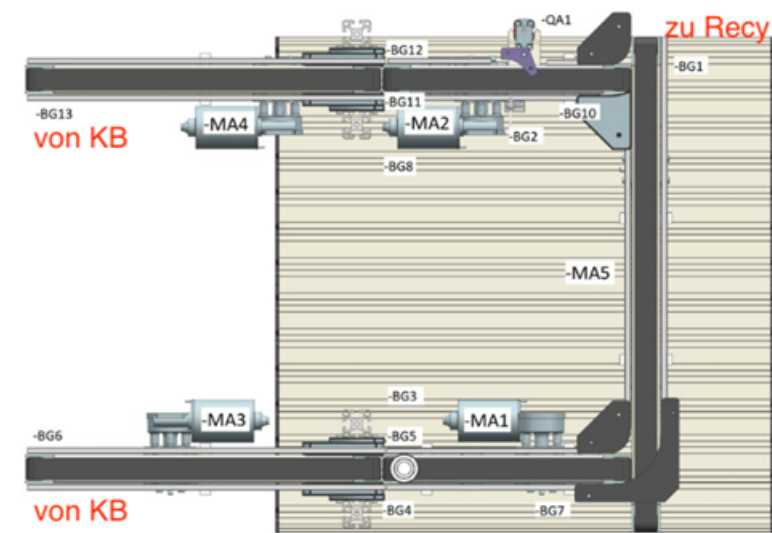 -QA1
zu Recy
-BG12
-BG1
-BG11
-BG13
-BG10
von KB
-MA4
-MA2
-BG2
-BG8
-MA5
-BG3
-MA3
-MA1
-BG6
-BG5
von KB
-BG4
-BG7